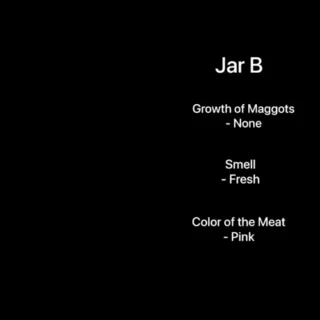 Jar B
Growth of Maggots
- None
Smell
- Fresh
Color of the Meat
- Pink